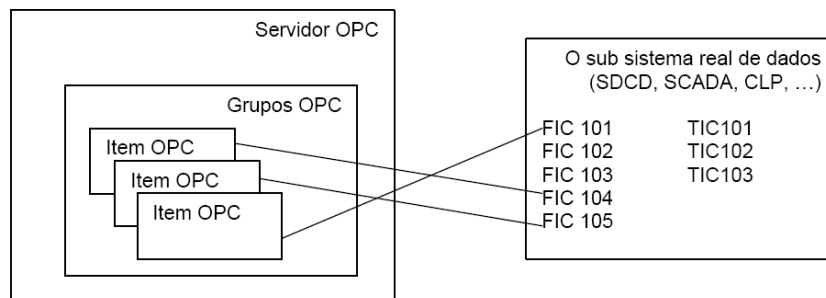 Servidor OPC
Grupos OPC
Item OPC
Item OPC
Item OPC
O sub sistema real de dados
(SDCD, SCADA, CLP, …)
FIC 101 TIC101
FIC 102 TIC102
FIC 103 TIC103
FIC 104
FIC 105